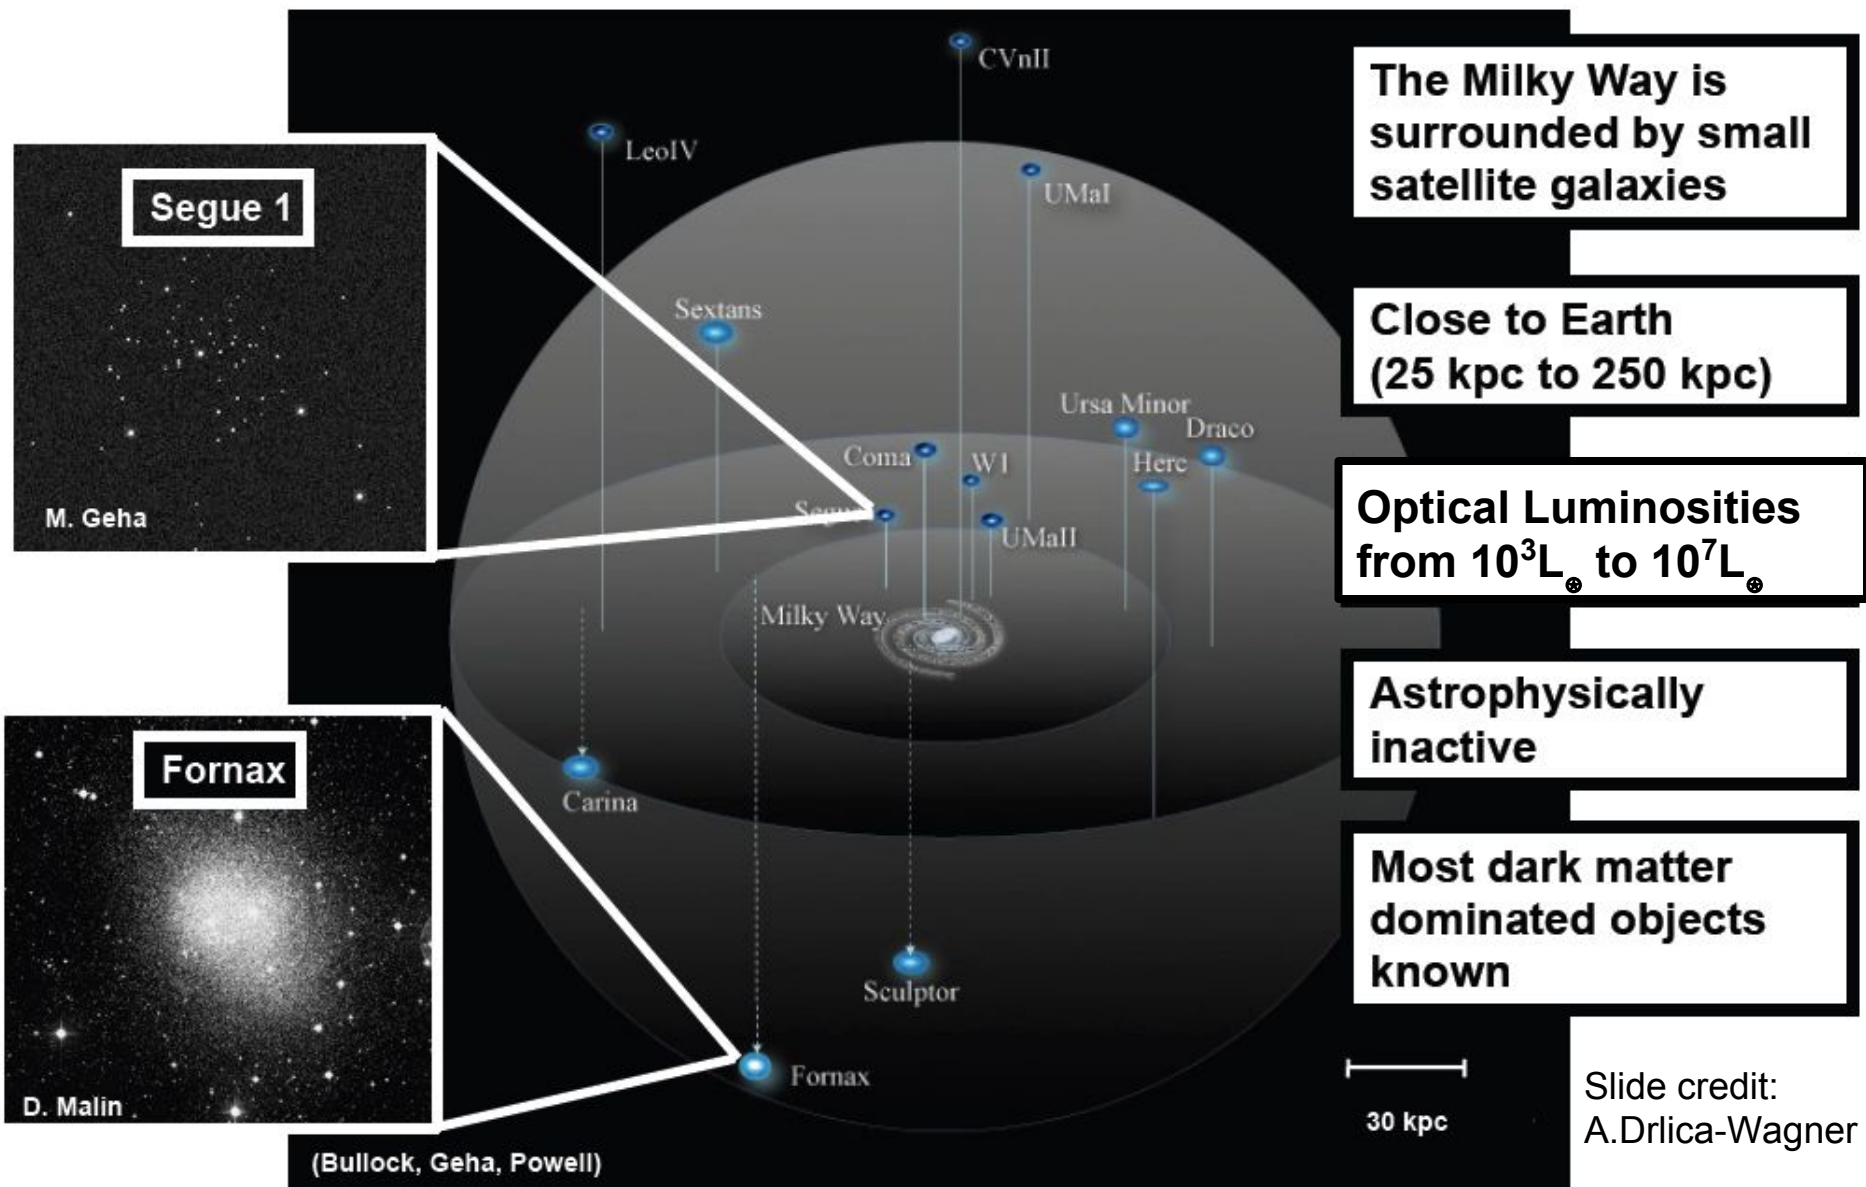 CVnII
LeoIV
UMaI
Segue 1
Sextans
Ursa Minor
Draco
Coma
W1
Herc
M. Geha
UMaII
Milky Way
Carina
Fornax
Sculptor
Fornax
D. Malin
(Bullock, Geha, Powell)
The Milky Way is
surrounded by small
satellite galaxies
Close to Earth
(25 kpc to 250 kpc)
Optical Luminosities
from 10³L⊛ to 10⁷L⊛
Astrophysically
inactive
Most dark matter
dominated objects
known
30 kpc
Slide credit:
A.Drlica-Wagner